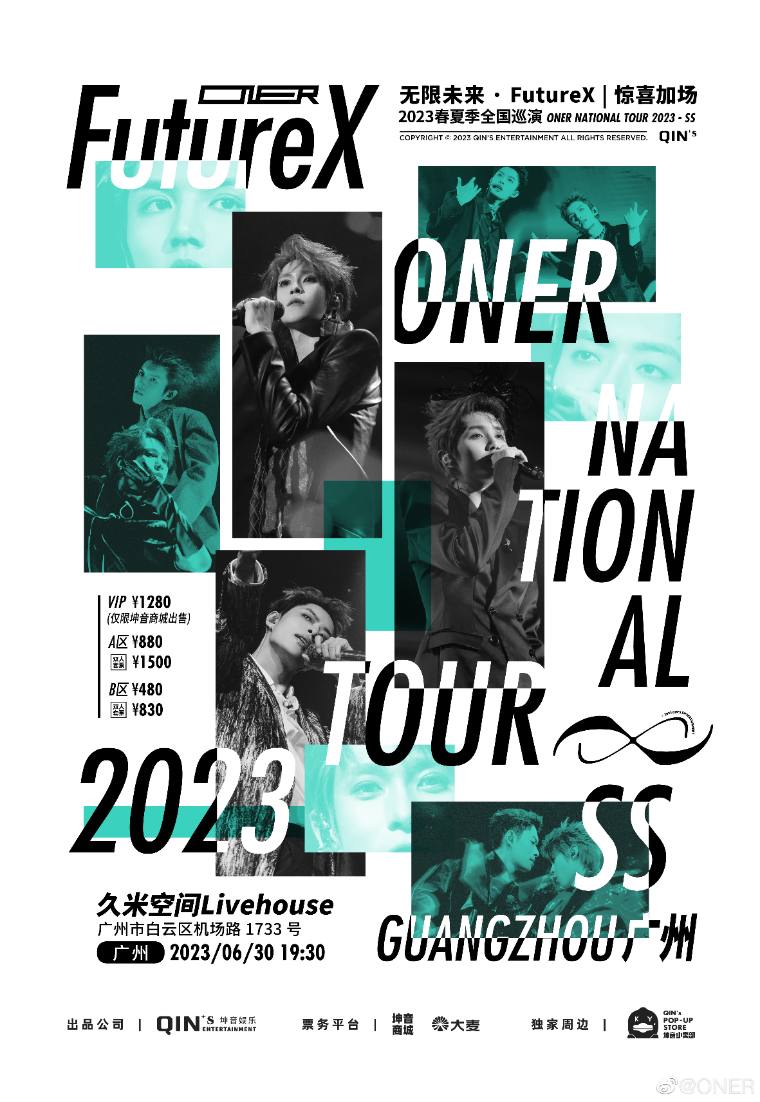 ONER
FutureX
无限未来 · FutureX | 惊喜加场
2023春夏季全国巡演 ONER NATIONAL TOUR 2023 - SS
COPYRIGHT © 2023 QIN'S ENTERTAINMENT ALL RIGHTS RESERVED. QIN'S
ONER
NA
TION
AL
TOUR
2023
SS
VIP ¥1280
(仅限坤音商城出售)
A区 ¥880
双人套票 ¥1500
B区 ¥480
双人套票 ¥830
久米空间Livehouse
广州市白云区机场路 1733 号
广州 2023/06/30 19:30
GUANGZHOU 广州
出品公司 | QIN'S ENTERTAINMENT 坤音娱乐
票务平台 | 坤音商城 大麦
独家周边 | KY QIN's POP-UP STORE 坤音小卖部
@ONER